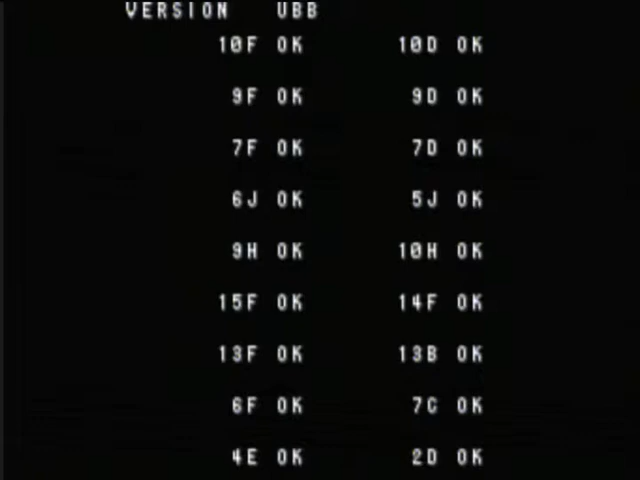 VERSION UBB
10F OK 10D OK
9F OK 9D OK
7F OK 7D OK
6J OK 5J OK
9H OK 10H OK
15F OK 14F OK
13F OK 13B OK
6F OK 7C OK
4E OK 2D OK